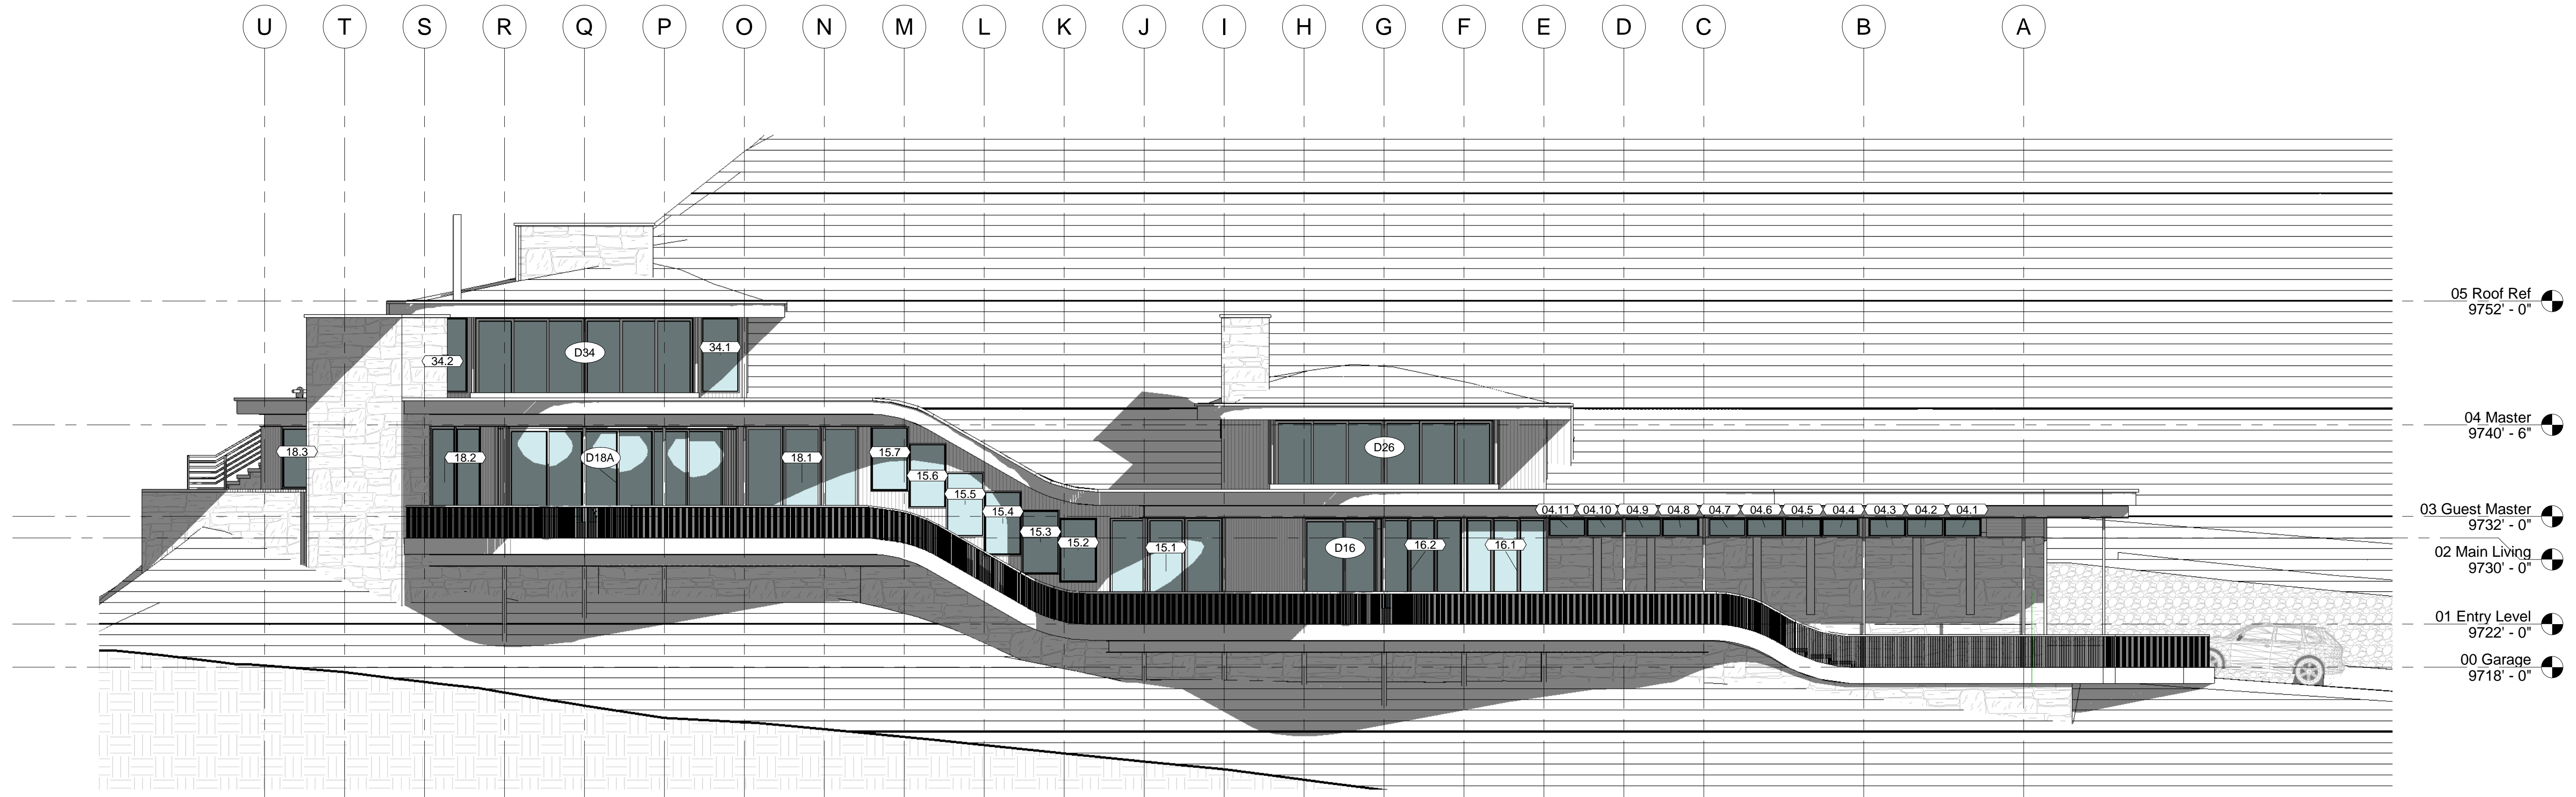 U T S R Q P O N M L K J I H G F E D C B A
05 Roof Ref
9752' - 0"
34.1
D34
34.2
04 Master
9740' - 6"
D26
18.3
18.2
D18A
18.1
15.7
15.6
15.5
15.4
15.3
15.2
15.1
D16
16.2
16.1
04.11 04.10 04.9 04.8 04.7 04.6 04.5 04.4 04.3 04.2 04.1
03 Guest Master
9732' - 0"
02 Main Living
9730' - 0"
01 Entry Level
9722' - 0"
00 Garage
9718' - 0"